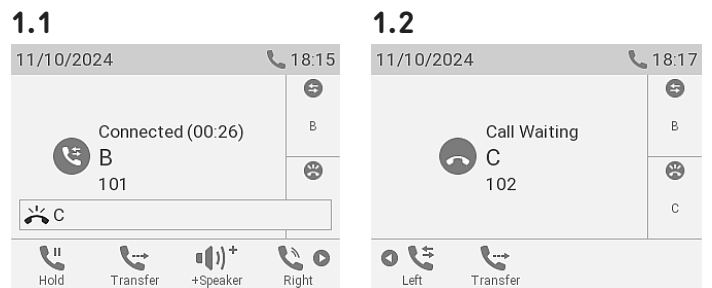 1.1
11/10/2024 18:15
B
Connected (00:26)
B
101
C
Hold Transfer +Speaker Right
1.2
11/10/2024 18:17
B
Call Waiting
C
102
C
Left Transfer